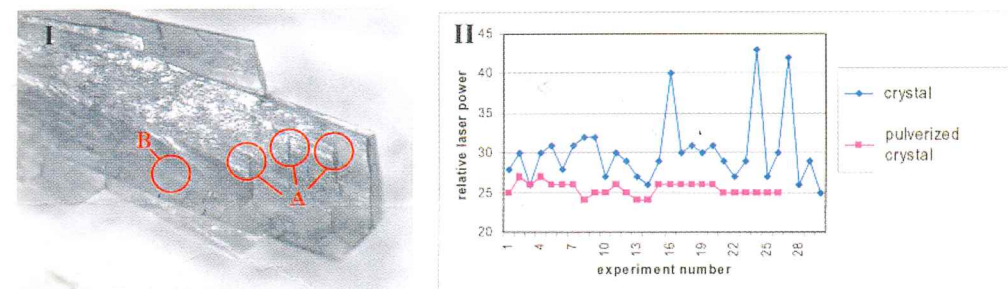 I
B
A
II
45
40
35
30
25
20
relative laser power
1
4
7
10
13
16
19
22
25
28
experiment number
crystal
pulverized
crystal